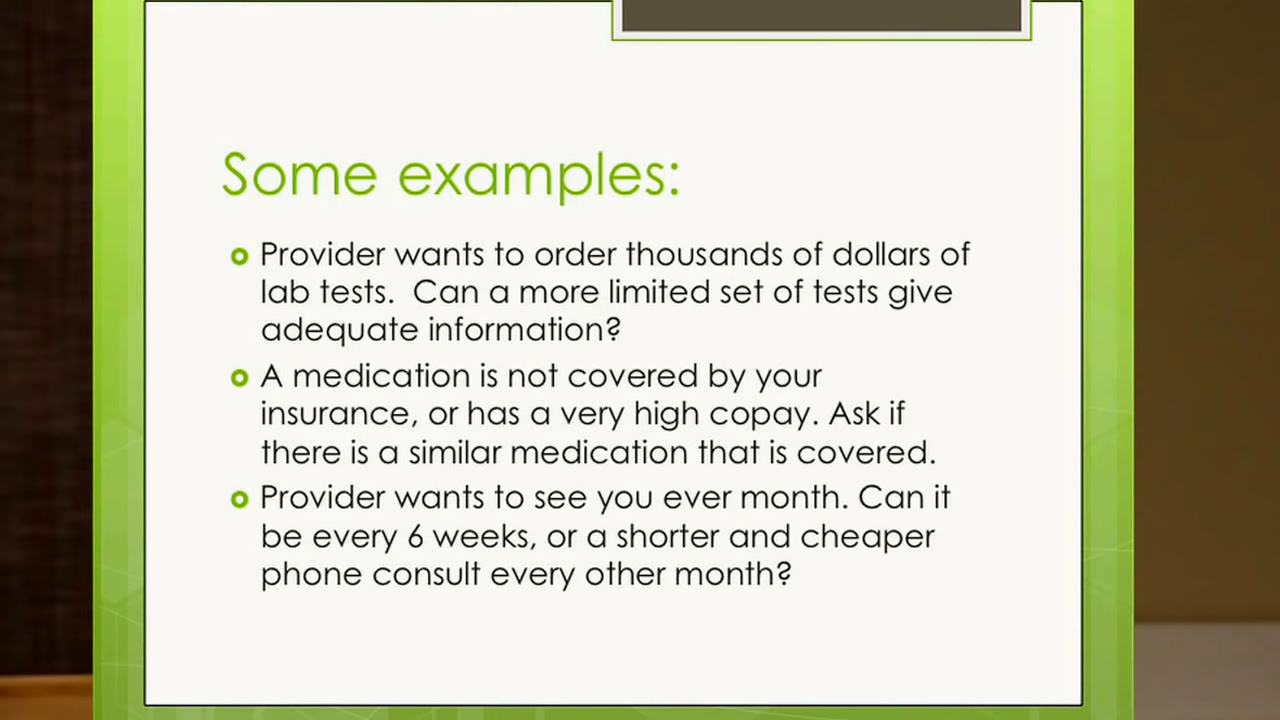 Some examples:
Provider wants to order thousands of dollars of
lab tests.  Can a more limited set of tests give
adequate information?
A medication is not covered by your
insurance, or has a very high copay. Ask if
there is a similar medication that is covered.
Provider wants to see you ever month. Can it
be every 6 weeks, or a shorter and cheaper
phone consult every other month?